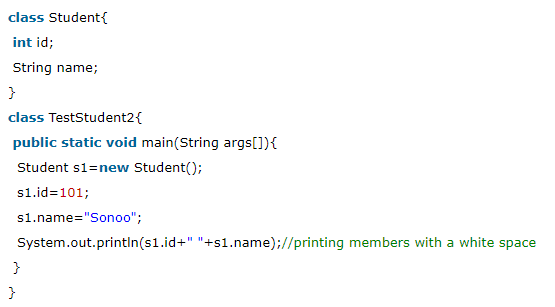 class Student{
int id;
String name;
}
class TestStudent2{
public static void main(String args[]){
Student s1=new Student();
s1.id=101;
s1.name="Sonoo";
System.out.println(s1.id+" "+s1.name);//printing members with a white space
}
}